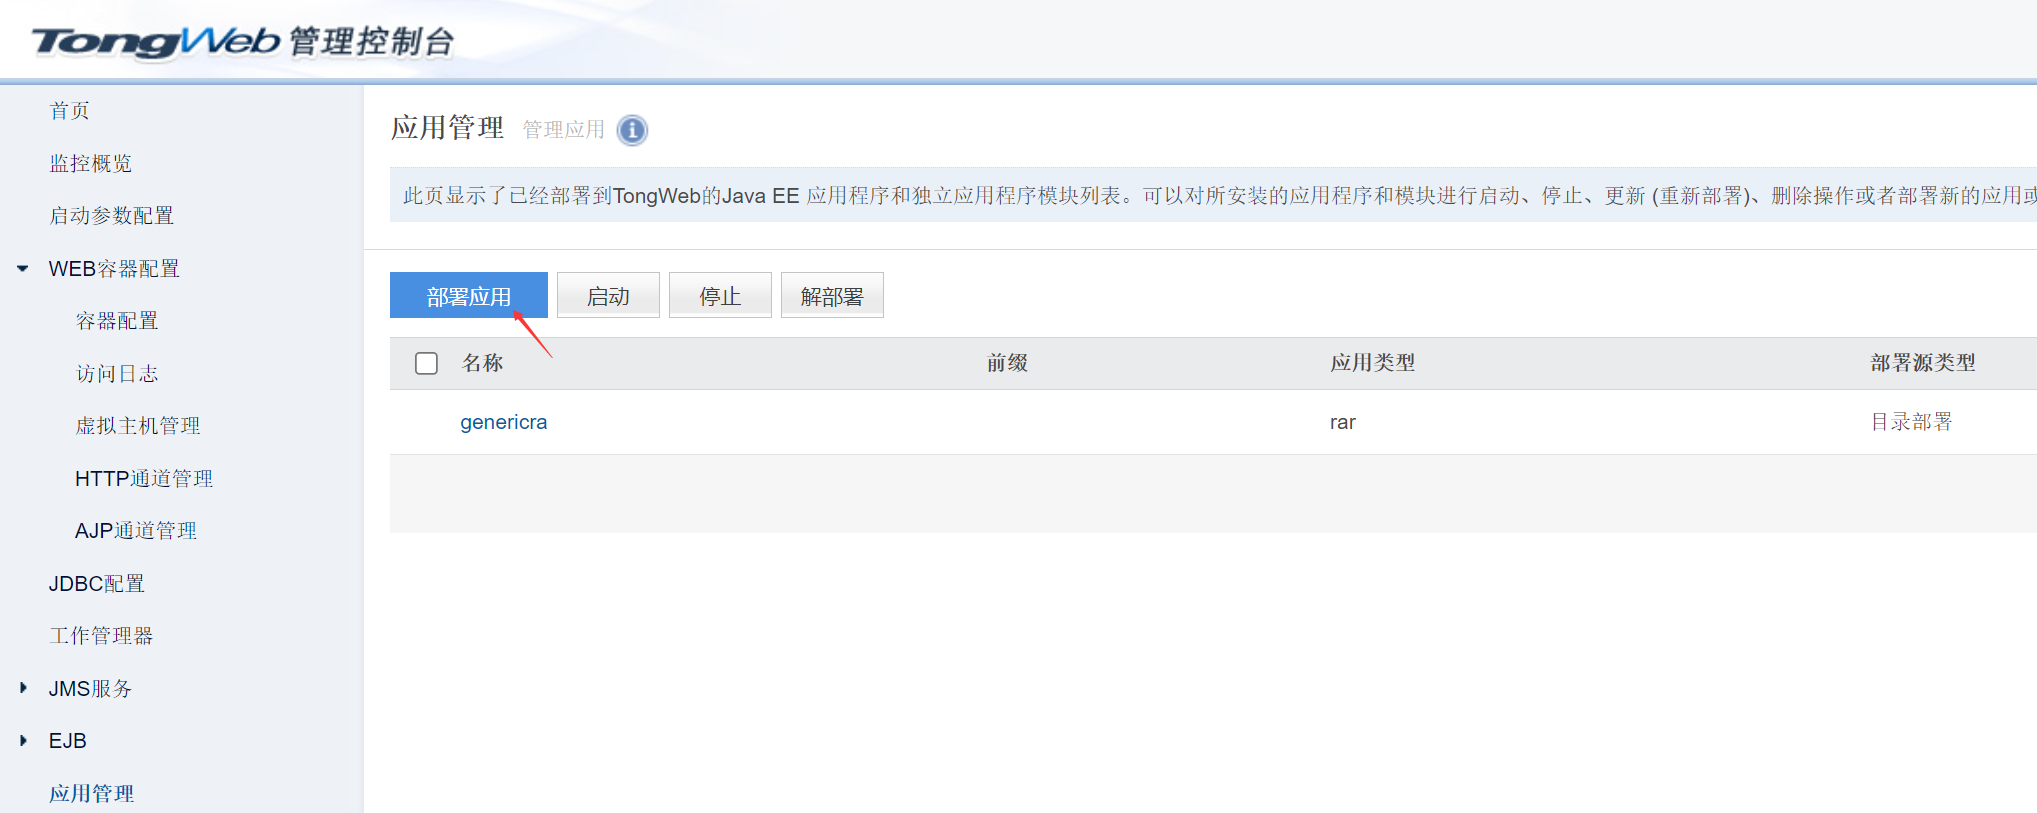 TongWeb 管理控制台
首页
监控概览
启动参数配置
WEB容器配置
容器配置
访问日志
虚拟主机管理
HTTP通道管理
AJP通道管理
JDBC配置
工作管理器
JMS服务
EJB
应用管理
应用管理 管理应用
此页显示了已经部署到TongWeb的Java EE 应用程序和独立应用程序模块列表。可以对所安装的应用程序和模块进行启动、停止、更新 (重新部署)、删除操作或者部署新的应用或
部署应用 启动 停止 解部署
名称 前缀 应用类型 部署源类型
genericra rar 目录部署